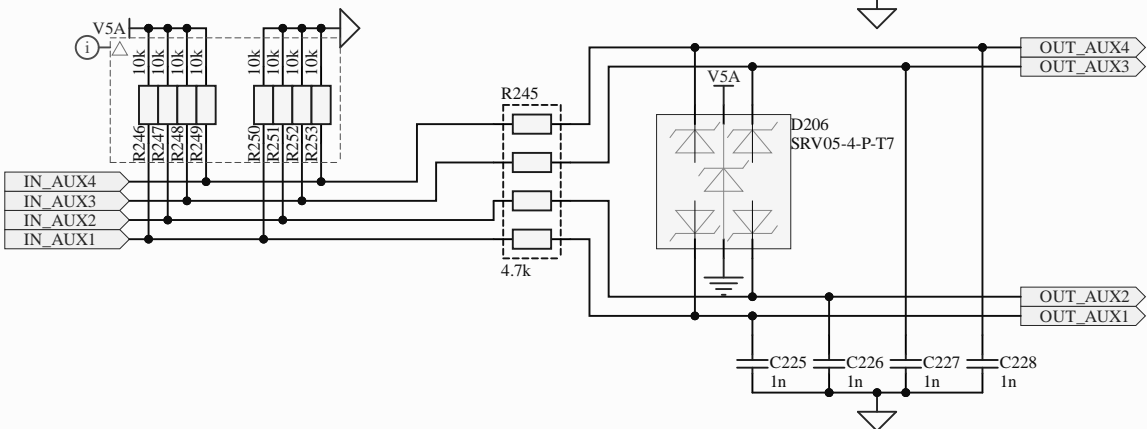 V5A
i
10k
10k
10k
10k
10k
10k
10k
10k
R246
R247
R248
R249
R250
R251
R252
R253
IN_AUX4
IN_AUX3
IN_AUX2
IN_AUX1
R245
4.7k
V5A
D206
SRV05-4-P-T7
OUT_AUX4
OUT_AUX3
OUT_AUX2
OUT_AUX1
C225
1n
C226
1n
C227
1n
C228
1n